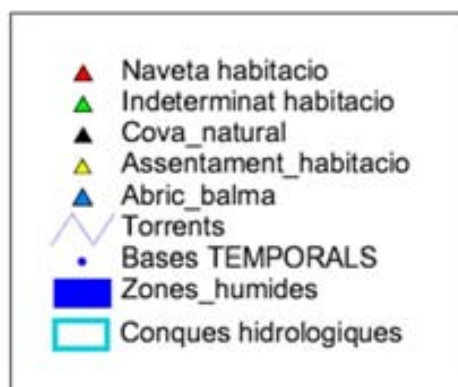 Naveta habitacio
Indeterminat habitacio
Cova_natural
Assentament_habitacio
Abric_balma
Torrents
Bases TEMPORALS
Zones_humides
Conques hidrologiques